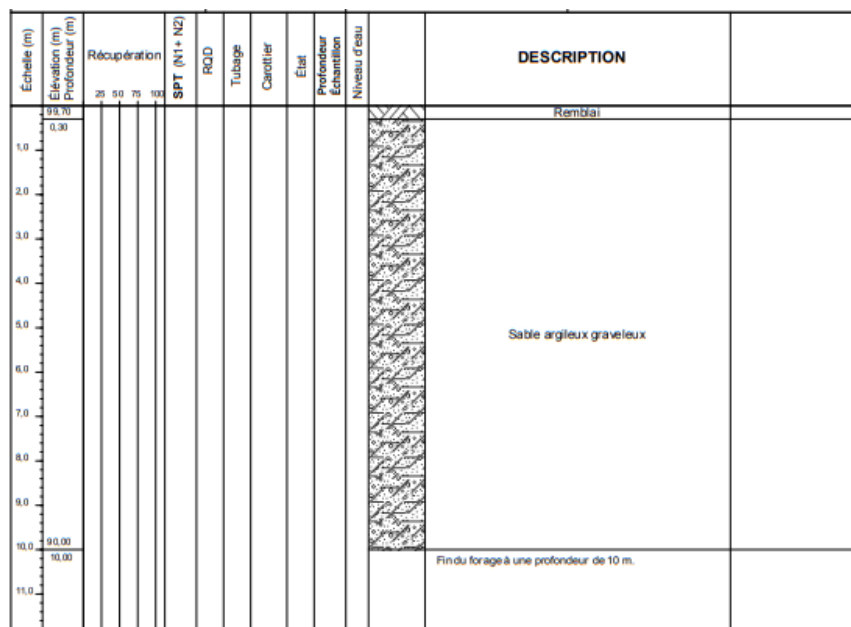 Échelle (m)
Élévation (m)
Profondeur (m)
Récupération
25 50 75 100
SPT (N1+ N2)
RQD
Tubage
Carottier
État
Profondeur
Échantillon
Niveau d'eau
DESCRIPTION
99,70
Remblai
0,30
1,0
2,0
3,0
4,0
5,0
Sable argileux graveleux
6,0
7,0
8,0
9,0
90,00
10,0
10,00
Fin du forage à une profondeur de 10 m.
11,0